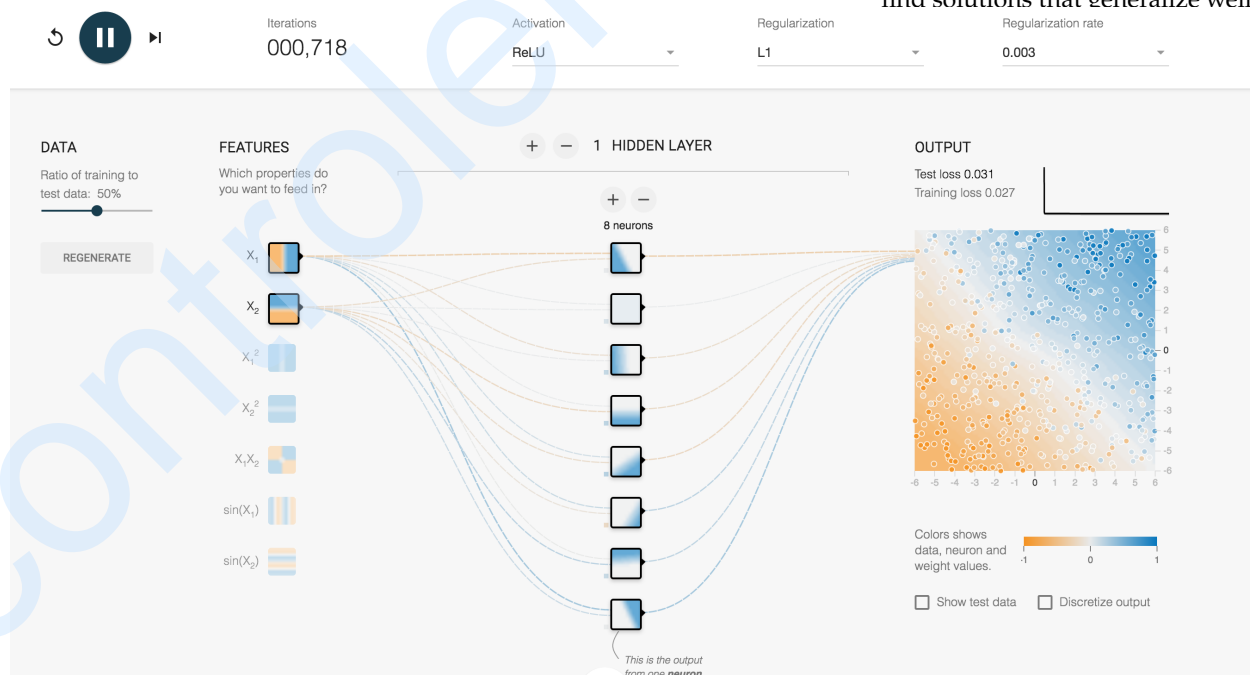 find solutions that generalize well
Iterations
000,718
Activation
ReLU
Regularization
L1
Regularization rate
0.003
DATA
Ratio of training to
test data: 50%
REGENERATE
FEATURES
Which properties do
you want to feed in?
X1
X2
X1²
X2²
X1X2
sin(X1)
sin(X2)
+ − 1 HIDDEN LAYER
+ −
8 neurons
This is the output
from one neuron.
OUTPUT
Test loss 0.031
Training loss 0.027
6
5
4
3
2
1
0
-1
-2
-3
-4
-5
-6
-6 -5 -4 -3 -2 -1 0 1 2 3 4 5 6
Colors shows
data, neuron and
weight values.
-1 0 1
Show test data
Discretize output